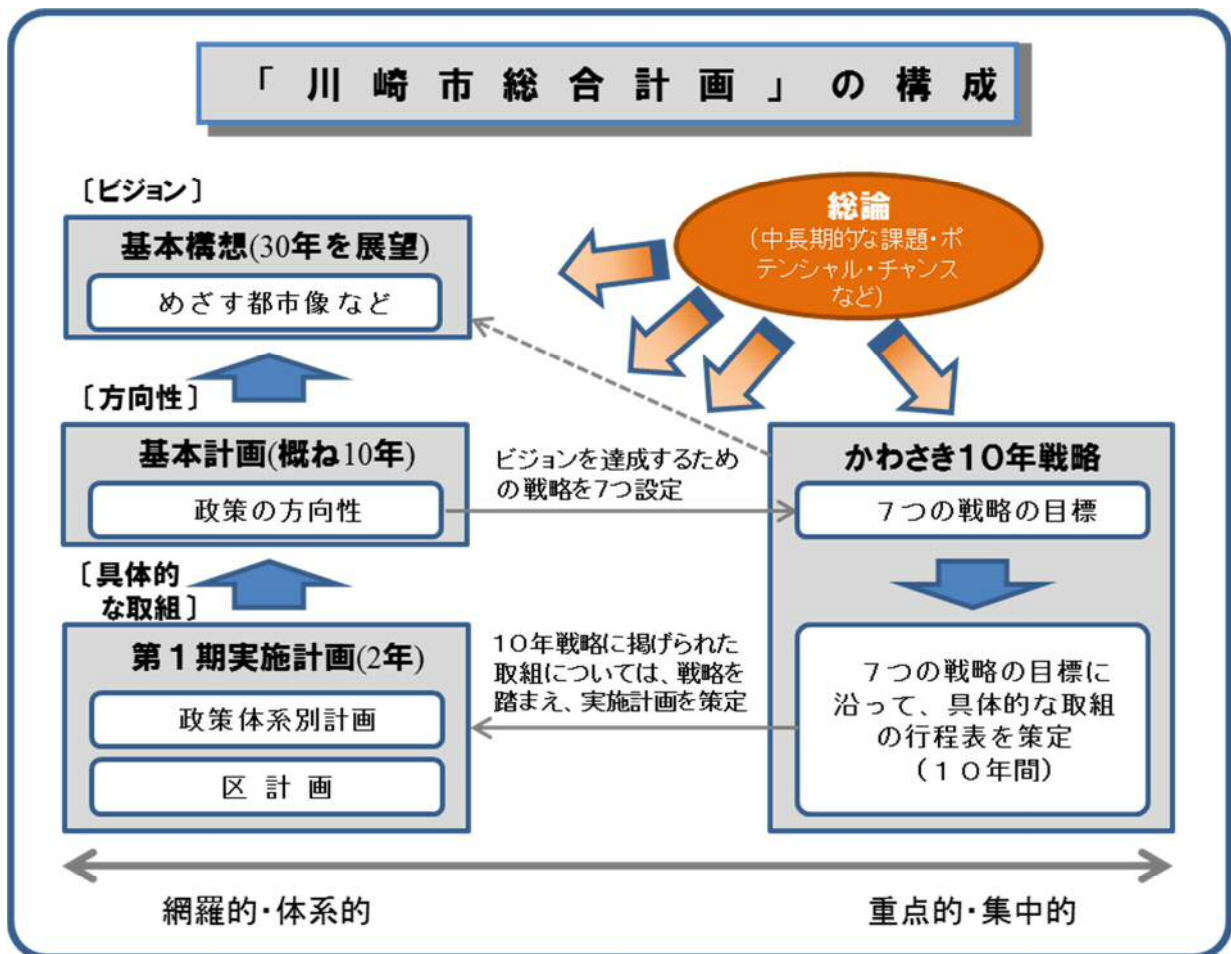 「川崎市総合計画」の構成
〔ビジョン〕
基本構想(30年を展望)
めざす都市像など
総論
(中長期的な課題・ポ
テンシャル・チャンス
など)
〔方向性〕
基本計画(概ね10年)
政策の方向性
ビジョンを達成するため
の戦略を7つ設定
かわさき10年戦略
7つの戦略の目標
〔具体的
な取組〕
第1期実施計画(2年)
政策体系別計画
区計画
10年戦略に掲げられた
取組については、戦略を
踏まえ、実施計画を策定
7つの戦略の目標に
沿って、具体的な取組
の行程表を策定
(10年間)
網羅的・体系的
重点的・集中的